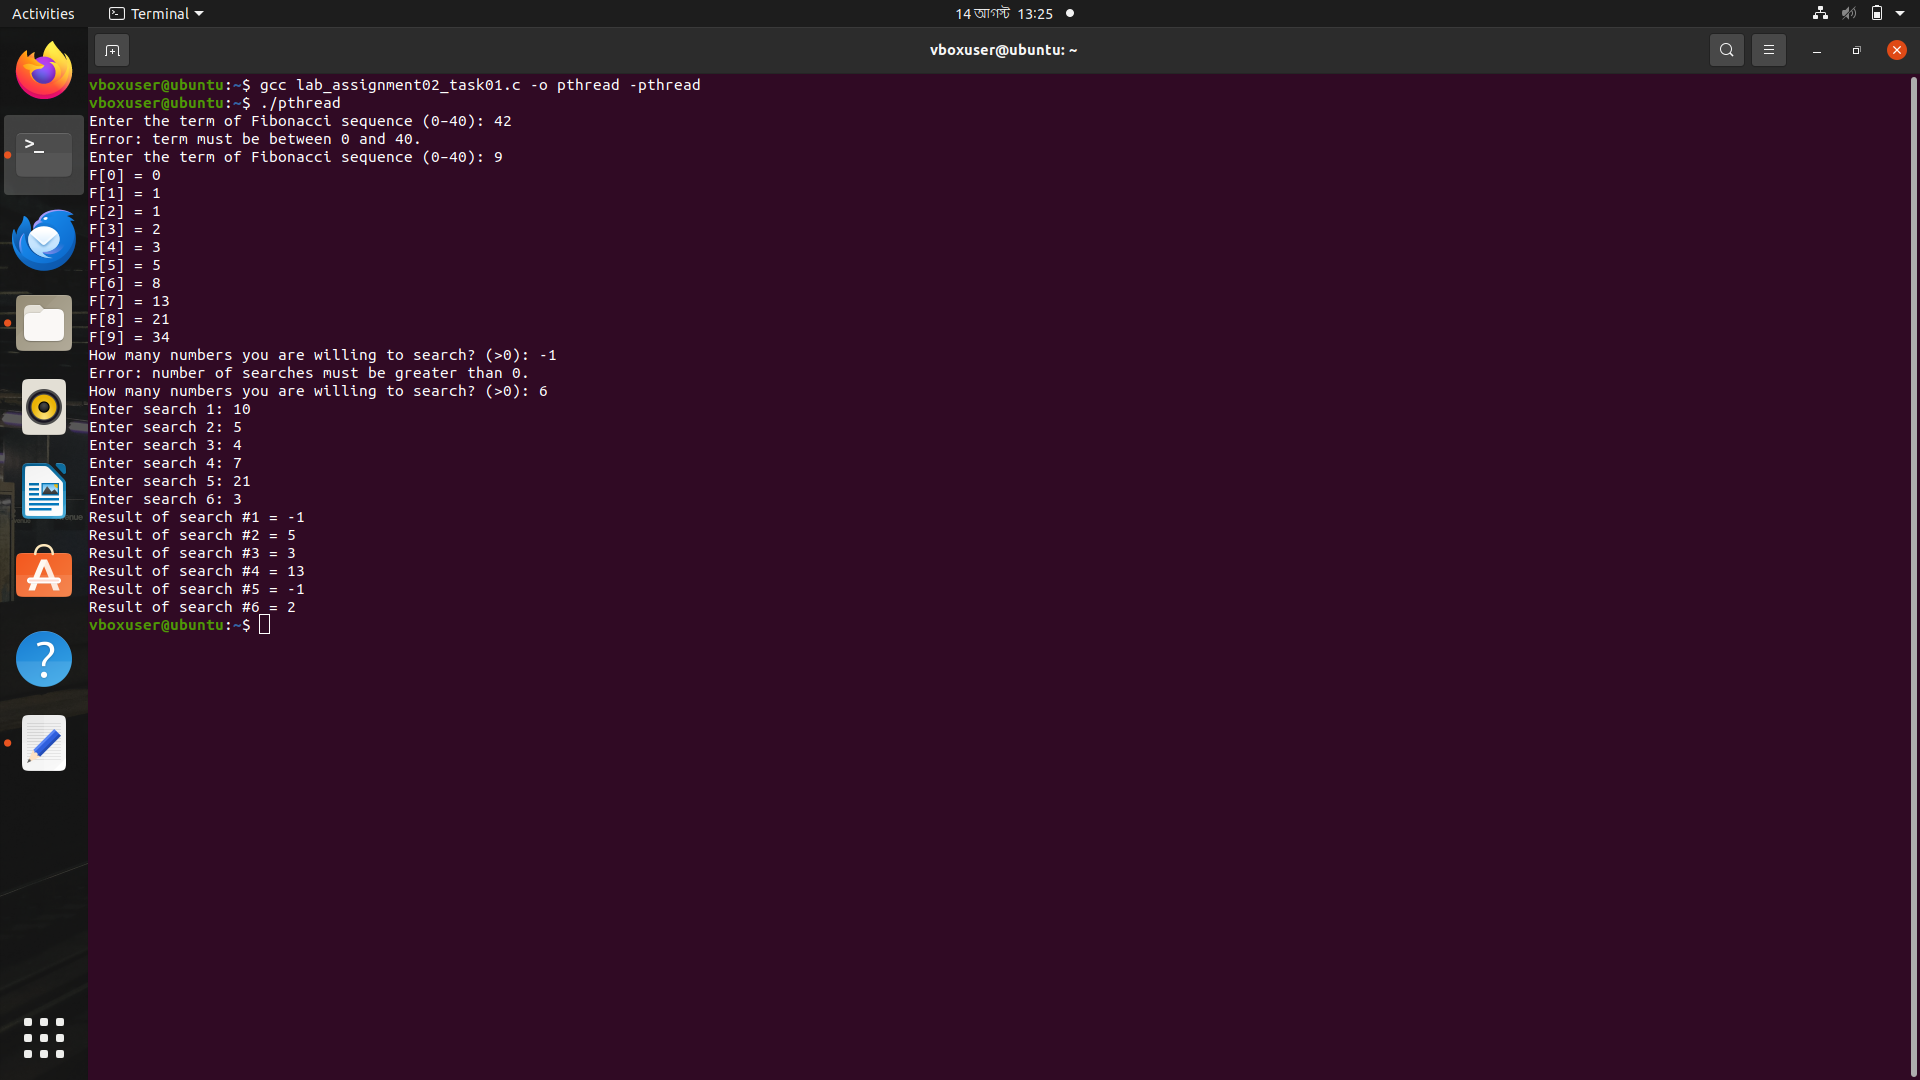 Activities
Terminal
14 আগস্ট 13:25
vboxuser@ubuntu: ~
vboxuser@ubuntu:~$ gcc lab_assignment02_task01.c -o pthread -pthread
vboxuser@ubuntu:~$ ./pthread
Enter the term of Fibonacci sequence (0-40): 42
Error: term must be between 0 and 40.
Enter the term of Fibonacci sequence (0-40): 9
F[0] = 0
F[1] = 1
F[2] = 1
F[3] = 2
F[4] = 3
F[5] = 5
F[6] = 8
F[7] = 13
F[8] = 21
F[9] = 34
How many numbers you are willing to search? (>0): -1
Error: number of searches must be greater than 0.
How many numbers you are willing to search? (>0): 6
Enter search 1: 10
Enter search 2: 5
Enter search 3: 4
Enter search 4: 7
Enter search 5: 21
Enter search 6: 3
Result of search #1 = -1
Result of search #2 = 5
Result of search #3 = 3
Result of search #4 = 13
Result of search #5 = -1
Result of search #6 = 2
vboxuser@ubuntu:~$